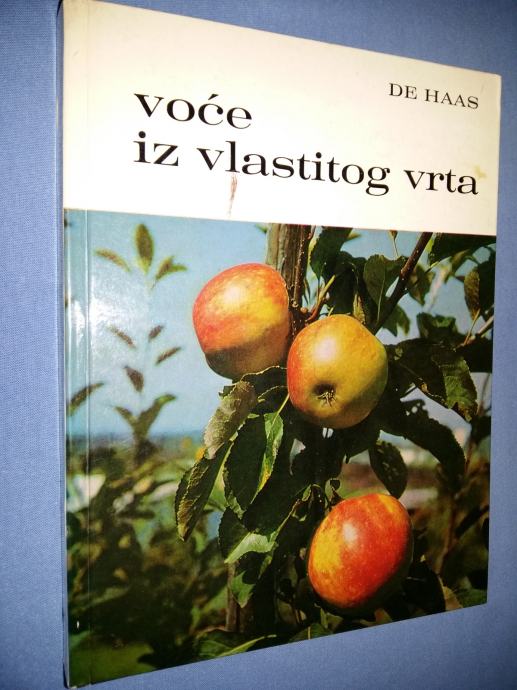 DE HAAS
voće
iz vlastitog vrta